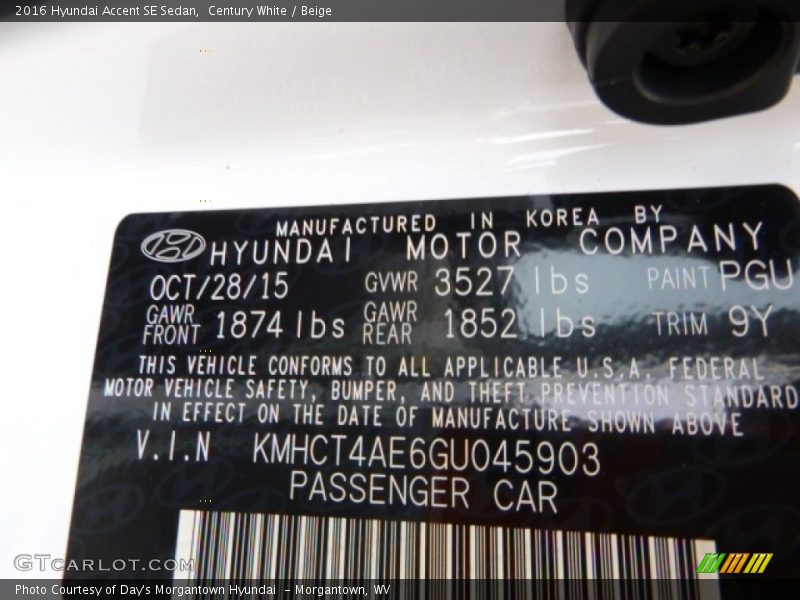 2016 Hyundai Accent SE Sedan,  Century White / Beige
MANUFACTURED IN KOREA BY
HYUNDAI MOTOR COMPANY
OCT/28/15 GVWR 3527 lbs PAINT PGU
GAWR FRONT 1874 lbs GAWR REAR 1852 lbs TRIM 9Y
THIS VEHICLE CONFORMS TO ALL APPLICABLE U.S.A. FEDERAL
MOTOR VEHICLE SAFETY, BUMPER, AND THEFT PREVENTION STANDARD
IN EFFECT ON THE DATE OF MANUFACTURE SHOWN ABOVE
V.I.N KMHCT4AE6GU045903
PASSENGER CAR
GTCARLOT.COM
Photo Courtesy of Day's Morgantown Hyundai  - Morgantown, WV